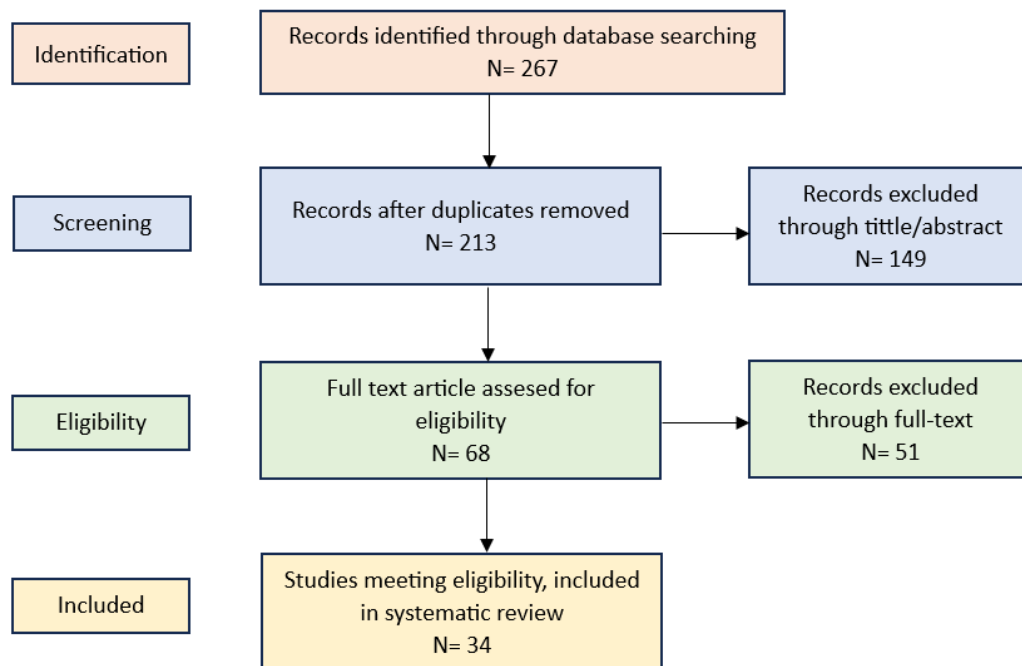 Identification
Records identified through database searching
N= 267
Screening
Records after duplicates removed
N= 213
Records excluded
through tittle/abstract
N= 149
Eligibility
Full text article assesed for
eligibility
N= 68
Records excluded
through full-text
N= 51
Included
Studies meeting eligibility, included
in systematic review
N= 34